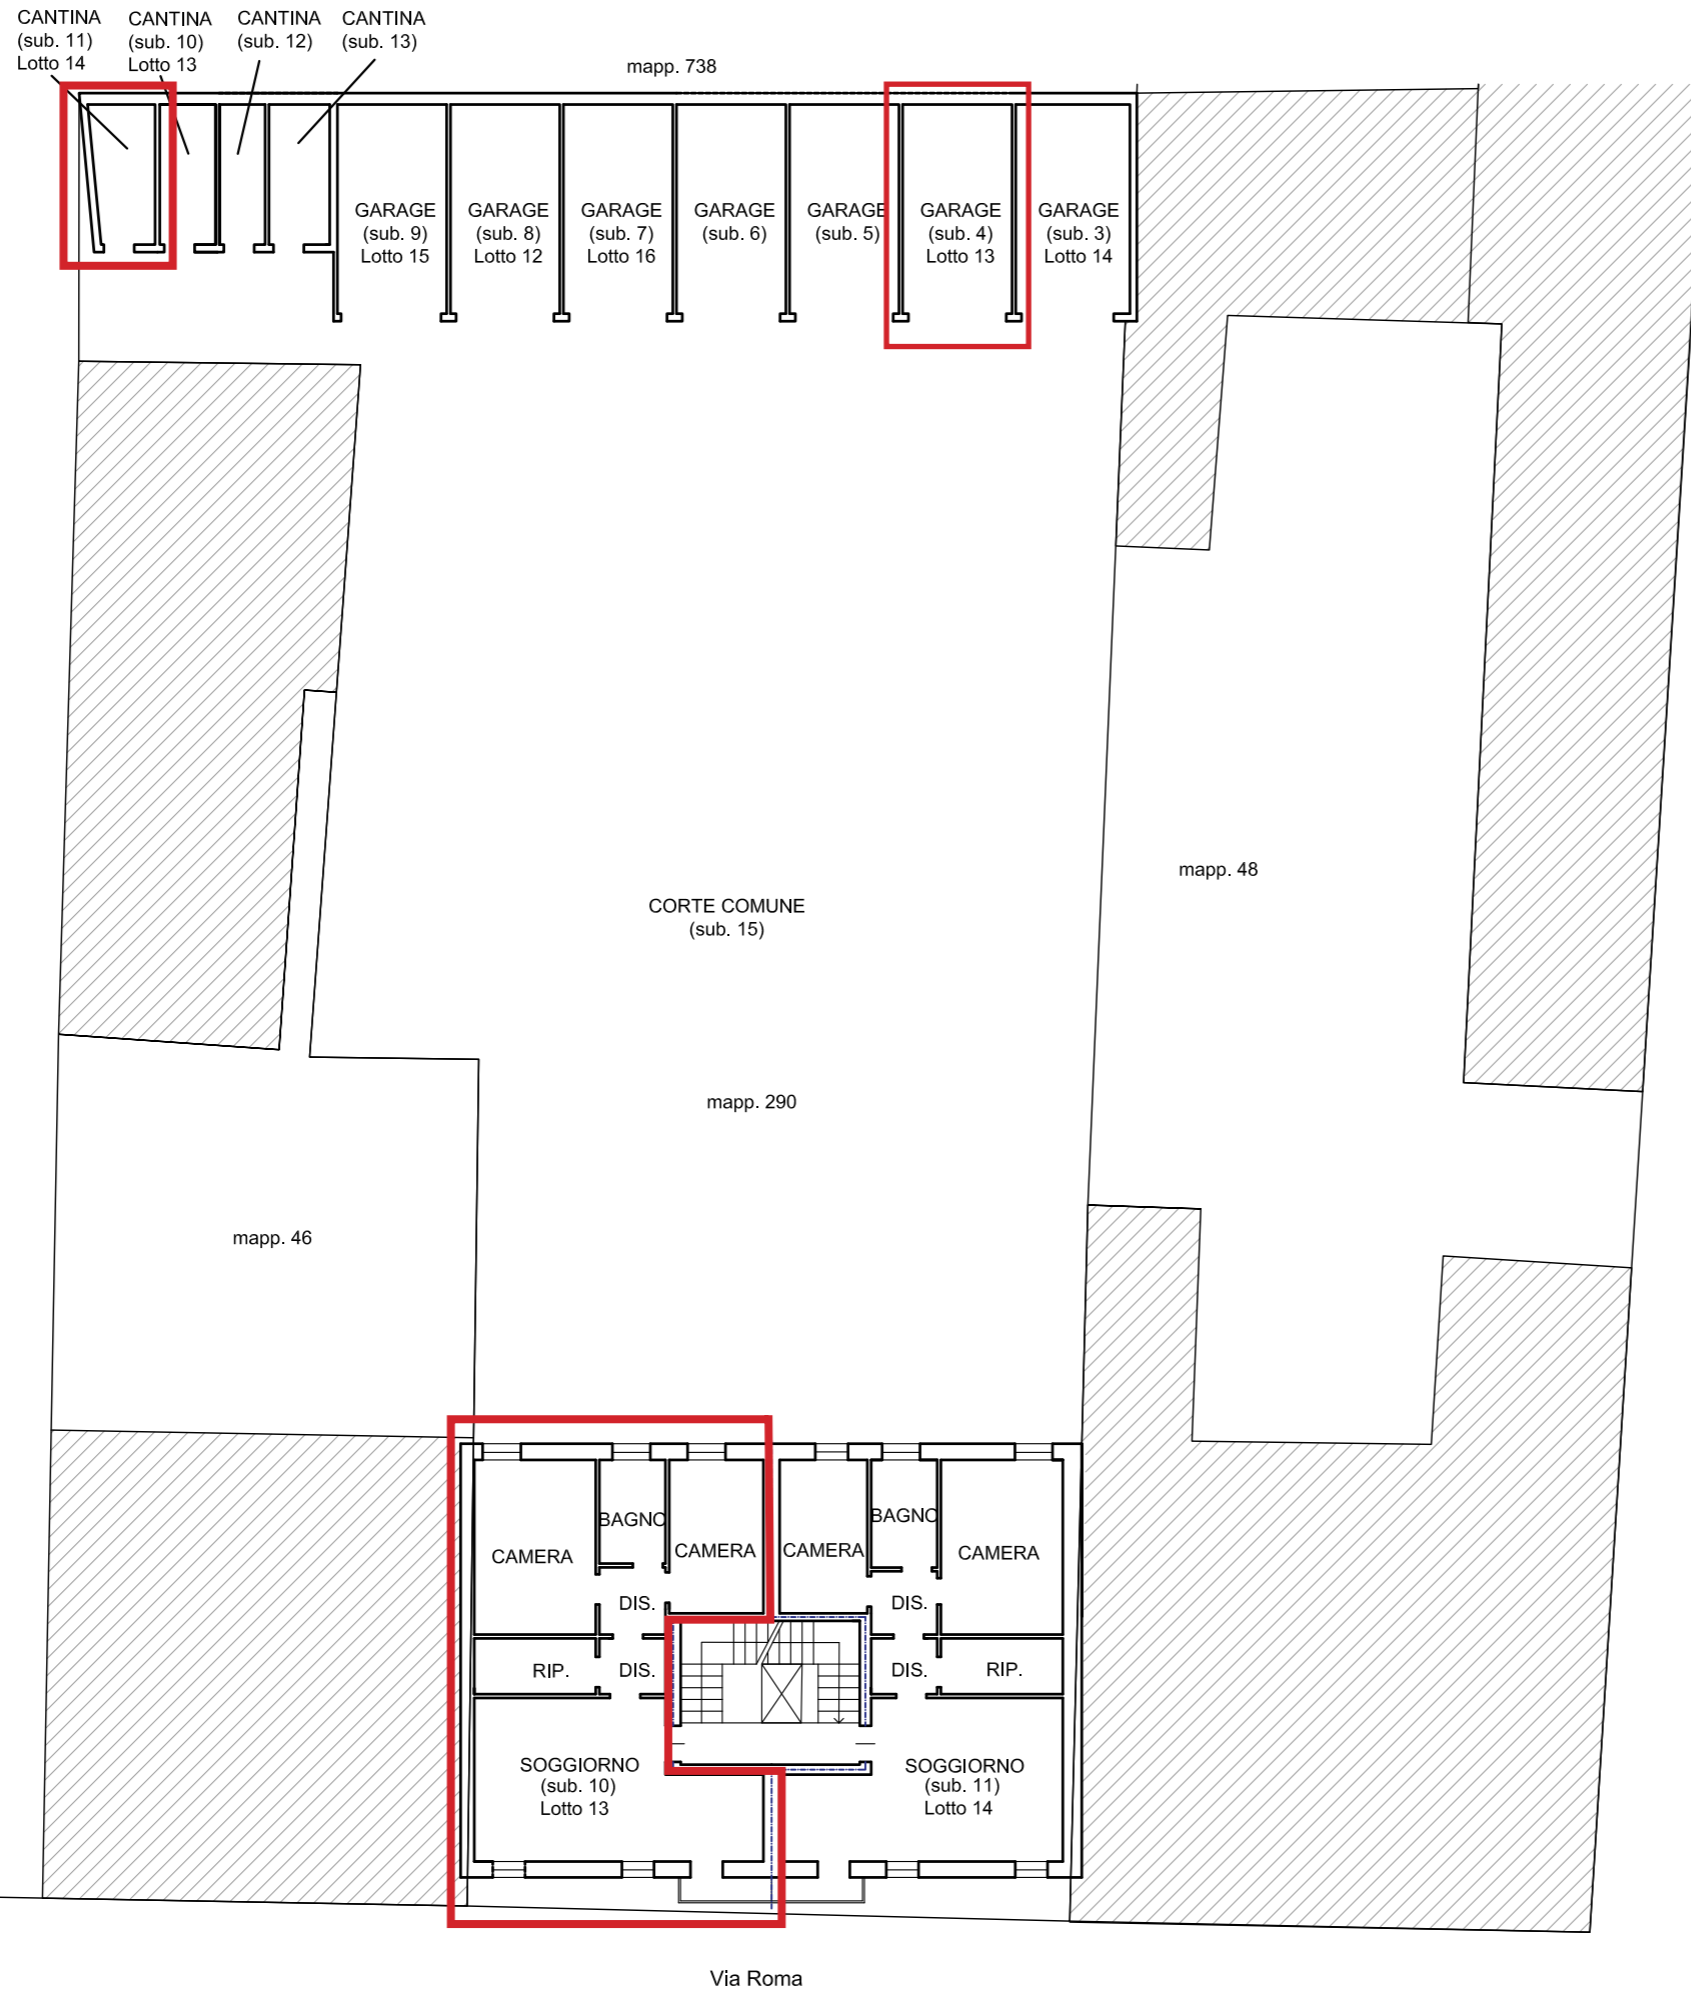 CANTINA
(sub. 11)
Lotto 14
CANTINA
(sub. 10)
Lotto 13
CANTINA
(sub. 12)
CANTINA
(sub. 13)
mapp. 738
GARAGE
(sub. 9)
Lotto 15
GARAGE
(sub. 8)
Lotto 12
GARAGE
(sub. 7)
Lotto 16
GARAGE
(sub. 6)
GARAGE
(sub. 5)
GARAGE
(sub. 4)
Lotto 13
GARAGE
(sub. 3)
Lotto 14
mapp. 48
CORTE COMUNE
(sub. 15)
mapp. 290
mapp. 46
CAMERA
BAGNO
CAMERA
CAMERA
BAGNO
CAMERA
DIS.
DIS.
RIP.
DIS.
DIS.
RIP.
SOGGIORNO
(sub. 10)
Lotto 13
SOGGIORNO
(sub. 11)
Lotto 14
Via Roma